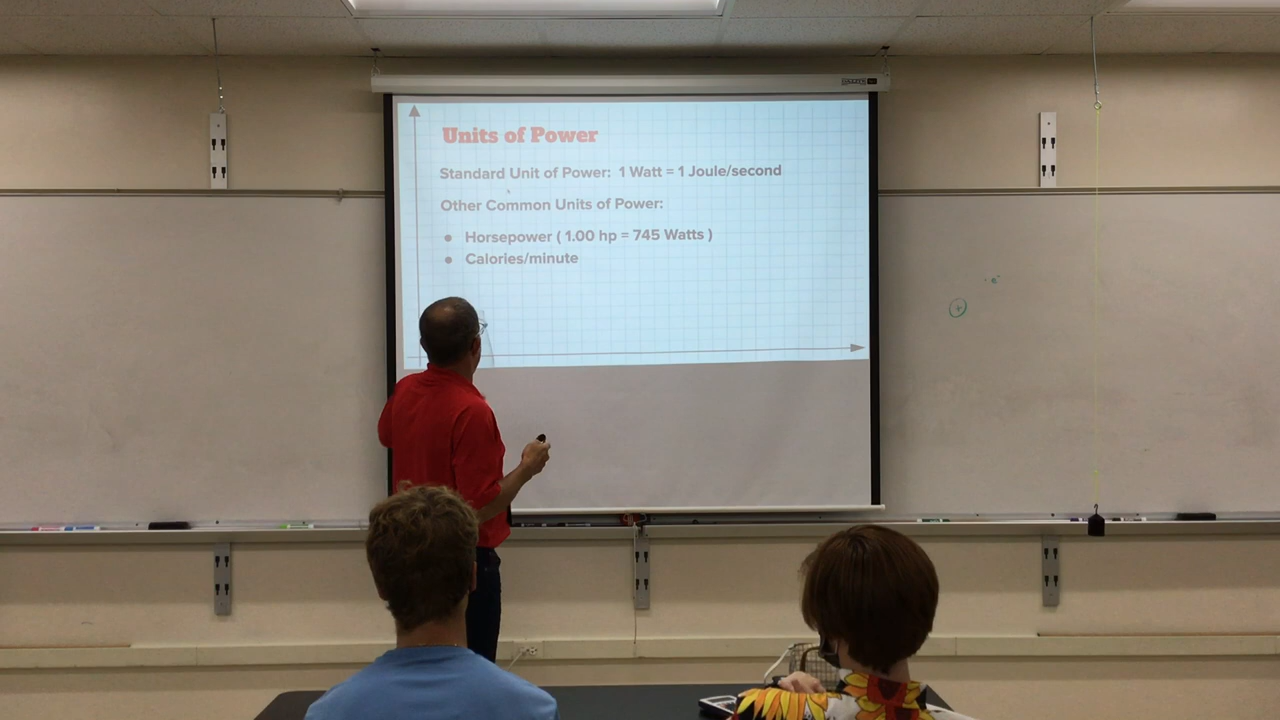 Units of Power
Standard Unit of Power: 1 Watt = 1 Joule/second
Other Common Units of Power:
● Horsepower ( 1.00 hp = 745 Watts )
● Calories/minute